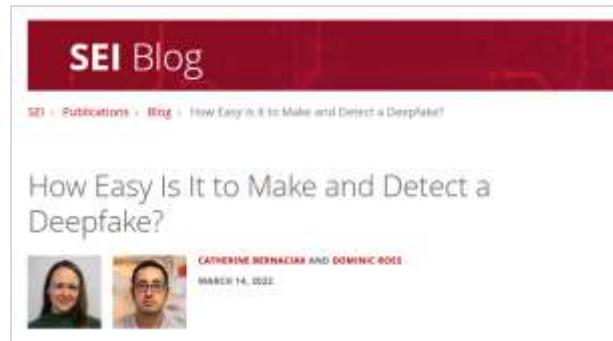 SEI Blog
SEI › Publications › Blog › How Easy Is It to Make and Detect a Deepfake?
How Easy Is It to Make and Detect a
Deepfake?
CATHERINE BERNACIAK AND DOMINIC ROSS
MARCH 14, 2022